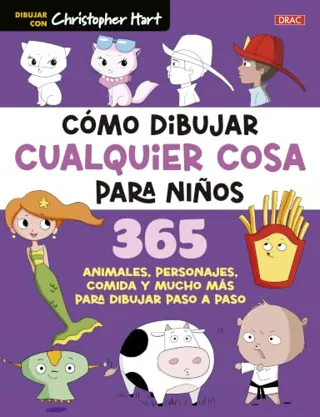 DIBUJAR
CON
Christopher Hart
DRAC
CÓMO DIBUJAR
CUALQUIER COSA
PARA NIÑOS
365
ANIMALES, PERSONAJES,
COMIDA Y MUCHO MÁS
PARA DIBUJAR PASO A PASO